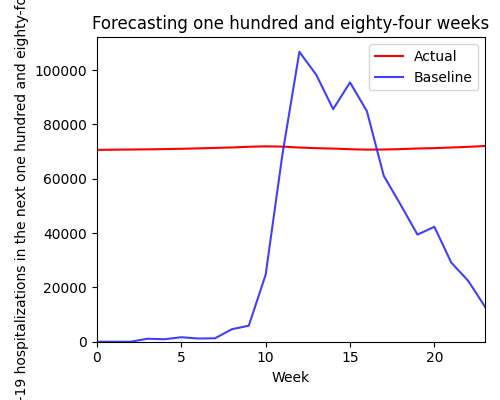 Forecasting one hundred and eighty-four weeks
-19 hospitalizations in the next one hundred and eighty-fo
Actual
Baseline
100000
80000
60000
40000
20000
0
0
5
10
15
20
Week